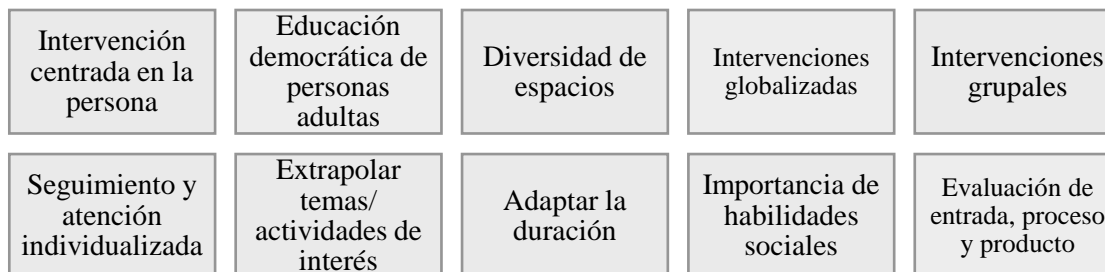 Intervención
centrada en la
persona
Educación
democrática de
personas
adultas
Diversidad de
espacios
Intervenciones
globalizadas
Intervenciones
grupales
Seguimiento y
atención
individualizada
Extrapolar
temas/
actividades de
interés
Adaptar la
duración
Importancia de
habilidades
sociales
Evaluación de
entrada, proceso
y producto